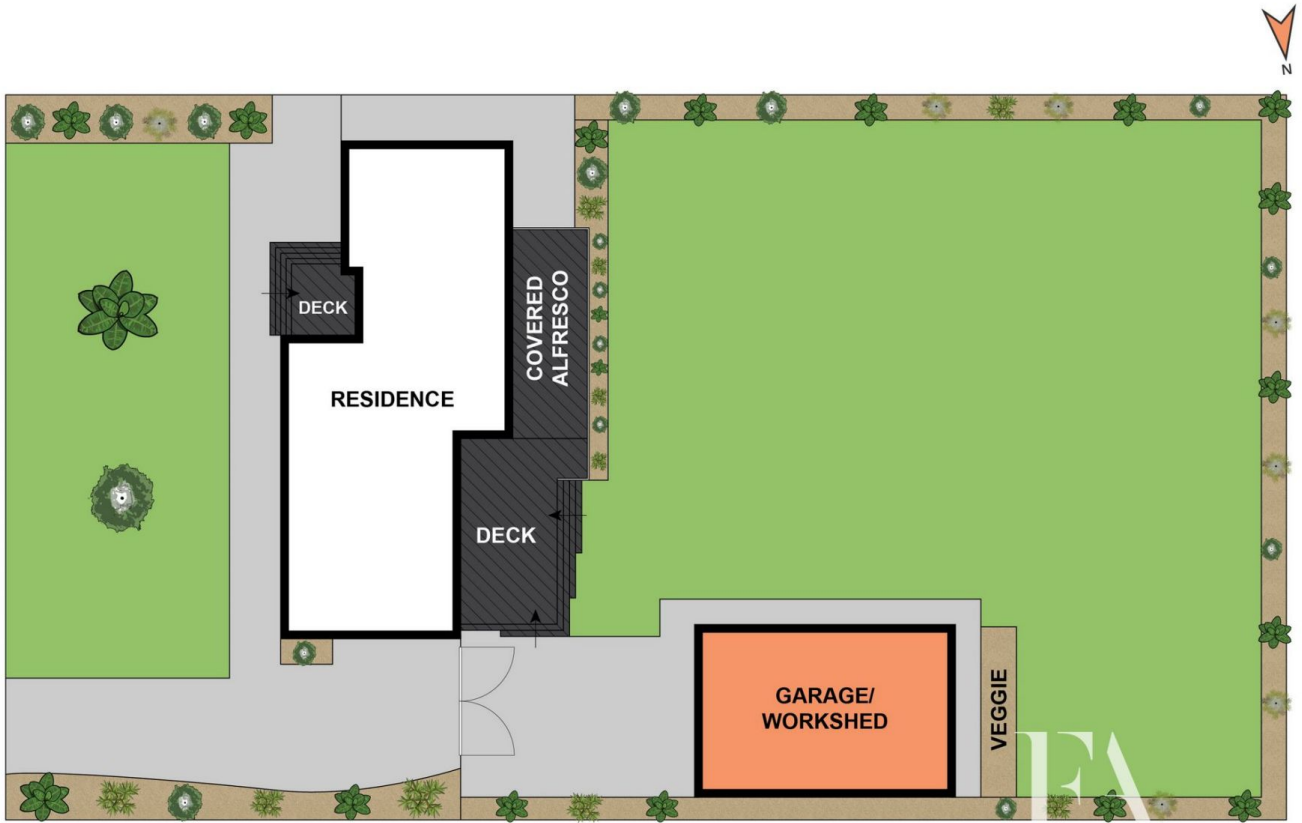 N
DECK
COVERED
ALFRESCO
RESIDENCE
DECK
GARAGE/
WORKSHED
VEGGIE
FA